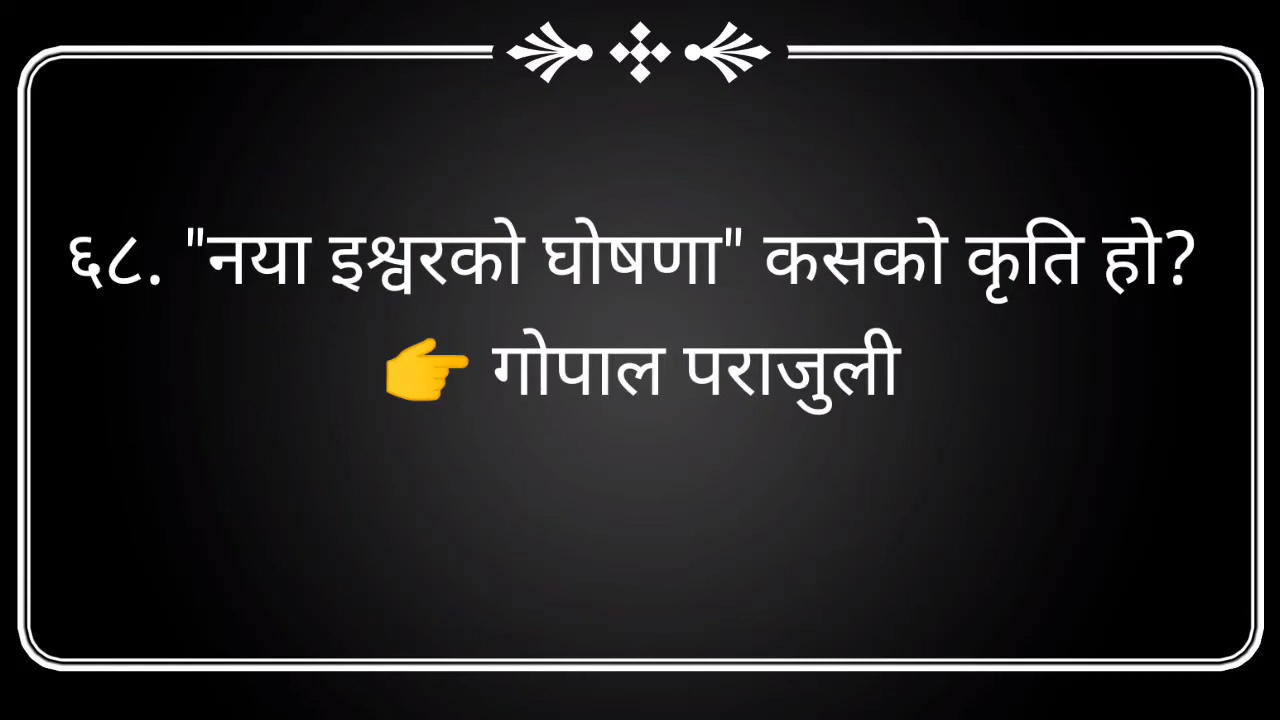 ६८. "नया इश्वरको घोषणा" कसको कृति हो?
👉 गोपाल पराजुली